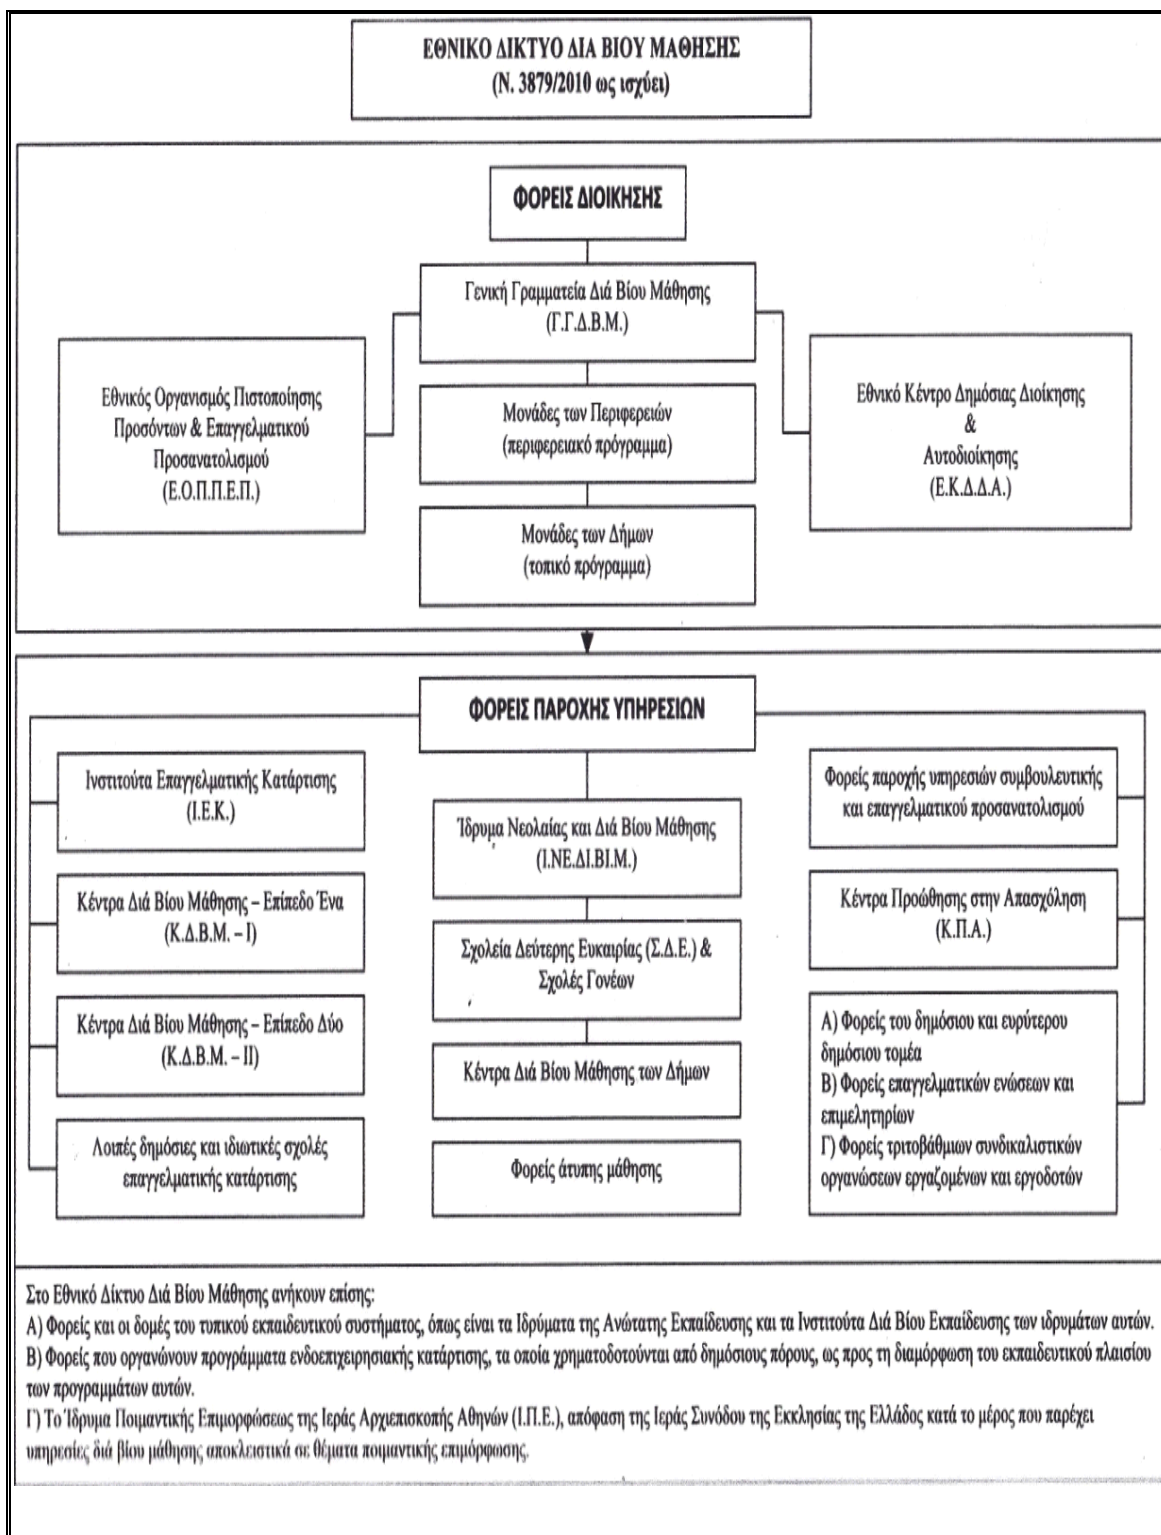 ΕΘΝΙΚΟ ΔΙΚΤΥΟ ΔΙΑ ΒΙΟΥ ΜΑΘΗΣΗΣ
(Ν. 3879/2010 ως ισχύει)
ΦΟΡΕΙΣ ΔΙΟΙΚΗΣΗΣ
Γενική Γραμματεία Διά Βίου Μάθησης
(Γ.Γ.Δ.Β.Μ.)
Εθνικός Οργανισμός Πιστοποίησης
Προσόντων & Επαγγελματικού
Προσανατολισμού
(Ε.Ο.Π.Π.Ε.Π.)
Μονάδες των Περιφερειών
(περιφερειακό πρόγραμμα)
Μονάδες των Δήμων
(τοπικό πρόγραμμα)
Εθνικό Κέντρο Δημόσιας Διοίκησης
&
Αυτοδιοίκησης
(Ε.Κ.Δ.Δ.Α.)
ΦΟΡΕΙΣ ΠΑΡΟΧΗΣ ΥΠΗΡΕΣΙΩΝ
Ινστιτούτα Επαγγελματικής Κατάρτισης
(Ι.Ε.Κ.)
Κέντρα Διά Βίου Μάθησης – Επίπεδο Ένα
(Κ.Δ.Β.Μ. – Ι)
Κέντρα Διά Βίου Μάθησης – Επίπεδο Δύο
(Κ.Δ.Β.Μ. – ΙΙ)
Λοιπές δημόσιες και ιδιωτικές σχολές
επαγγελματικής κατάρτισης
Ίδρυμα Νεολαίας και Διά Βίου Μάθησης
(Ι.ΝΕ.ΔΙ.ΒΙ.Μ.)
Σχολεία Δεύτερης Ευκαιρίας (Σ.Δ.Ε.) &
Σχολές Γονέων
Κέντρα Διά Βίου Μάθησης των Δήμων
Φορείς άτυπης μάθησης
Φορείς παροχής υπηρεσιών συμβουλευτικής
και επαγγελματικού προσανατολισμού
Κέντρα Προώθησης στην Απασχόληση
(Κ.Π.Α.)
Α) Φορείς του δημόσιου και ευρύτερου
δημόσιου τομέα
Β) Φορείς επαγγελματικών ενώσεων και
επιμελητηρίων
Γ) Φορείς τριτοβάθμιων συνδικαλιστικών
οργανώσεων εργαζομένων και εργοδοτών
Στο Εθνικό Δίκτυο Διά Βίου Μάθησης ανήκουν επίσης:
Α) Φορείς και οι δομές του τυπικού εκπαιδευτικού συστήματος, όπως είναι τα Ιδρύματα της Ανώτατης Εκπαίδευσης και τα Ινστιτούτα Διά Βίου Εκπαίδευσης των ιδρυμάτων αυτών.
Β) Φορείς που οργανώνουν προγράμματα ενδοεπιχειρησιακής κατάρτισης, τα οποία χρηματοδοτούνται από δημόσιους πόρους, ως προς τη διαμόρφωση του εκπαιδευτικού πλαισίου
των προγραμμάτων αυτών.
Γ) Το Ίδρυμα Ποιμαντικής Επιμορφώσεως της Ιεράς Αρχιεπισκοπής Αθηνών (Ι.Π.Ε.), απόφαση της Ιεράς Συνόδου της Εκκλησίας της Ελλάδος κατά το μέρος που παρέχει
υπηρεσίες διά βίου μάθησης αποκλειστικά σε θέματα ποιμαντικής επιμόρφωσης.